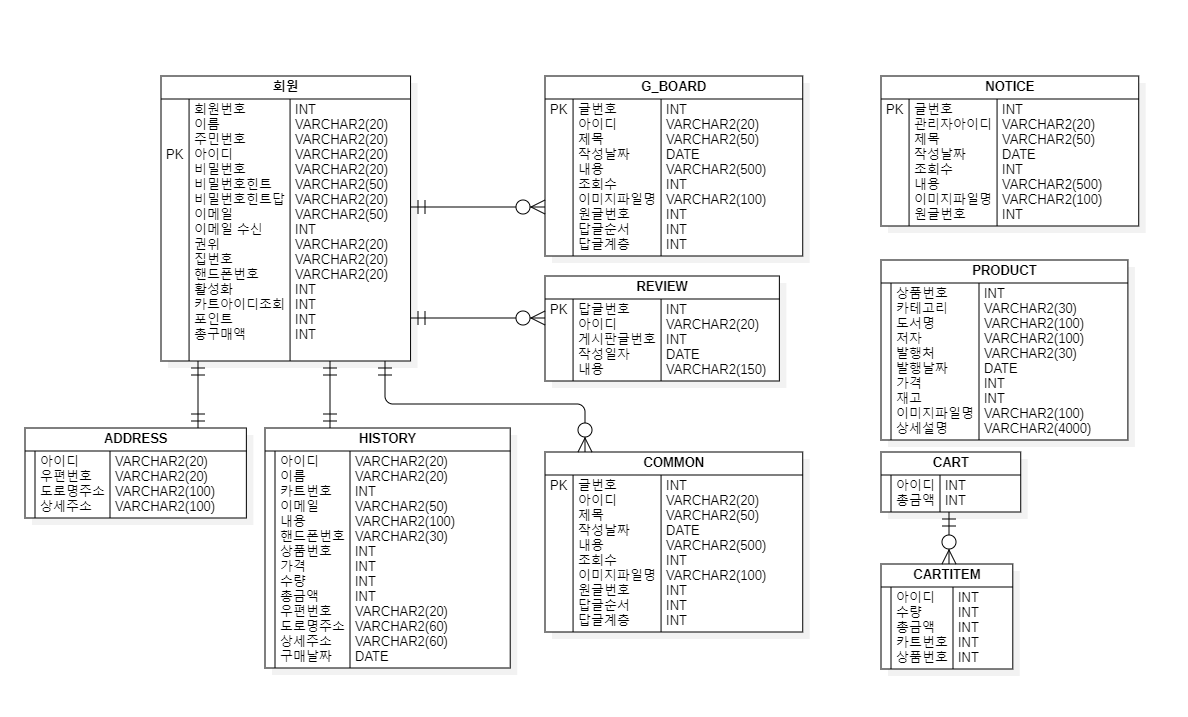 회원
회원번호 INT
이름 VARCHAR2(20)
주민번호 VARCHAR2(20)
PK 아이디 VARCHAR2(20)
비밀번호 VARCHAR2(20)
비밀번호힌트 VARCHAR2(50)
비밀번호힌트답 VARCHAR2(20)
이메일 VARCHAR2(50)
이메일 수신 INT
권위 VARCHAR2(20)
집번호 VARCHAR2(20)
핸드폰번호 VARCHAR2(20)
활성화 INT
카트아이디조회 INT
포인트 INT
총구매액 INT
G_BOARD
PK 글번호 INT
아이디 VARCHAR2(20)
제목 VARCHAR2(50)
작성날짜 DATE
내용 VARCHAR2(500)
조회수 INT
이미지파일명 VARCHAR2(100)
원글번호 INT
답글순서 INT
답글계층 INT
NOTICE
PK 글번호 INT
관리자아이디 VARCHAR2(20)
제목 VARCHAR2(50)
작성날짜 DATE
조회수 INT
내용 VARCHAR2(500)
이미지파일명 VARCHAR2(100)
원글번호 INT
REVIEW
PK 답글번호 INT
아이디 VARCHAR2(20)
게시판글번호 INT
작성일자 DATE
내용 VARCHAR2(150)
PRODUCT
상품번호 INT
카테고리 VARCHAR2(30)
도서명 VARCHAR2(100)
저자 VARCHAR2(100)
발행처 VARCHAR2(30)
발행날짜 DATE
가격 INT
재고 INT
이미지파일명 VARCHAR2(100)
상세설명 VARCHAR2(4000)
ADDRESS
아이디 VARCHAR2(20)
우편번호 VARCHAR2(20)
도로명주소 VARCHAR2(100)
상세주소 VARCHAR2(100)
HISTORY
아이디 VARCHAR2(20)
이름 VARCHAR2(20)
카트번호 INT
이메일 VARCHAR2(50)
내용 VARCHAR2(100)
핸드폰번호 VARCHAR2(30)
상품번호 INT
가격 INT
수량 INT
총금액 INT
우편번호 VARCHAR2(20)
도로명주소 VARCHAR2(60)
상세주소 VARCHAR2(60)
구매날짜 DATE
COMMON
PK 글번호 INT
아이디 VARCHAR2(20)
제목 VARCHAR2(50)
작성날짜 DATE
내용 VARCHAR2(500)
조회수 INT
이미지파일명 VARCHAR2(100)
원글번호 INT
답글순서 INT
답글계층 INT
CART
아이디 INT
총금액 INT
CARTITEM
아이디 INT
수량 INT
총금액 INT
카트번호 INT
상품번호 INT